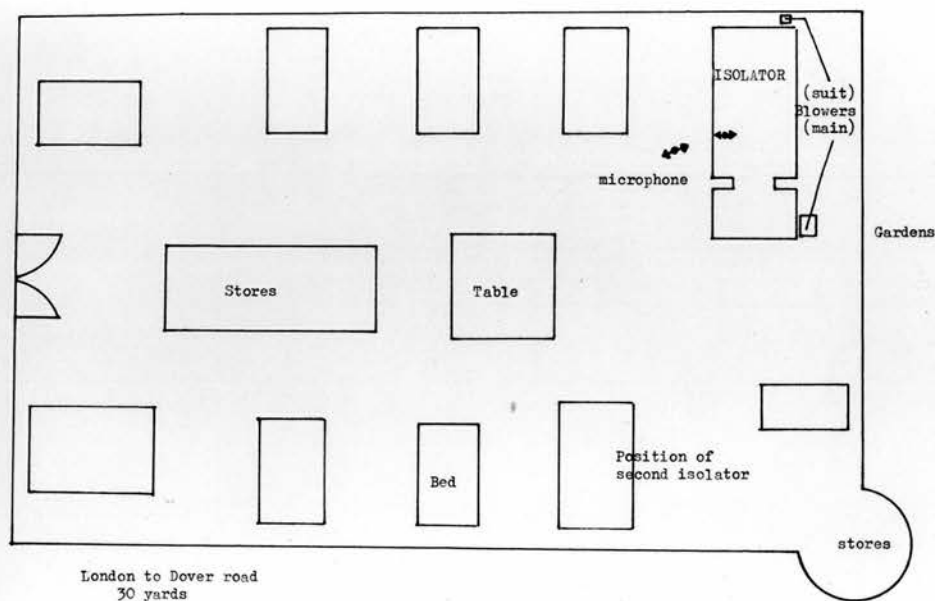 ISOLATOR
(suit)
Blowers
(main)
microphone
Gardens
Stores
Table
Bed
Position of
second isolator
stores
London to Dover road
30 yards